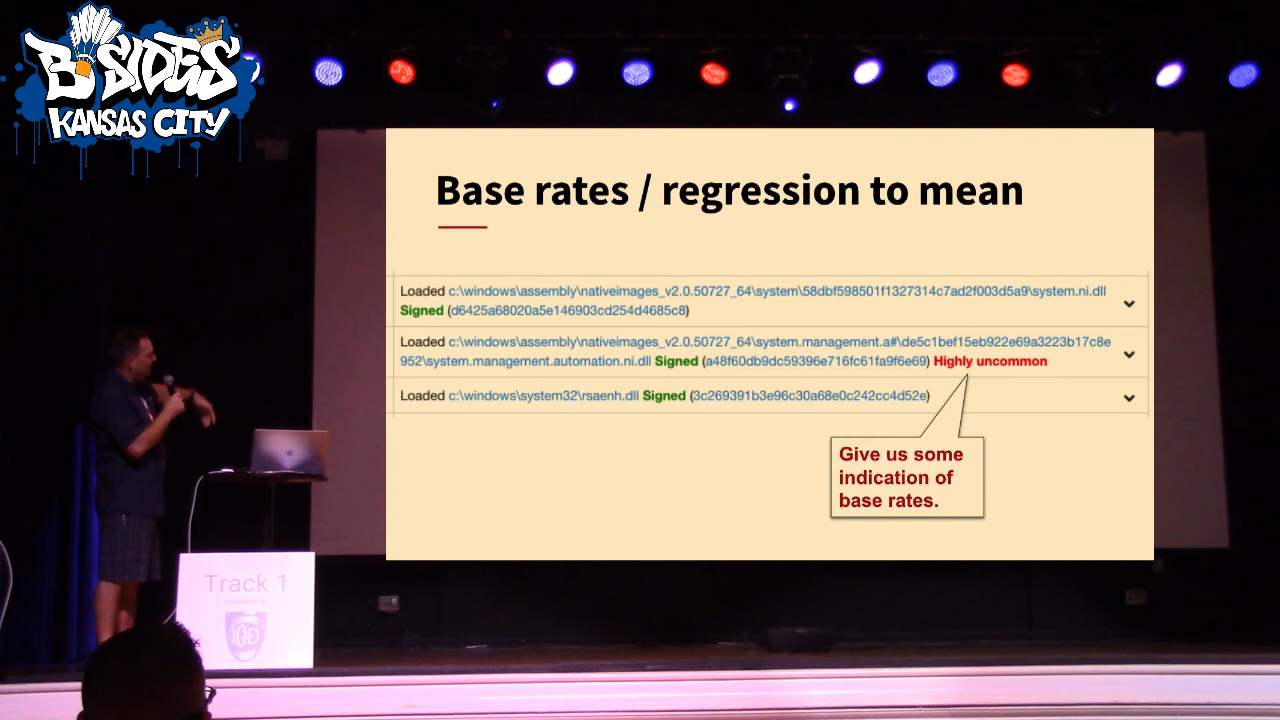 B·SIDES
KANSAS CITY
Base rates / regression to mean
Loaded c:\windows\assembly\nativeimages_v2.0.50727_64\system\58dbf598501f1327314c7ad2f003d5a9\system.ni.dll
Signed (d6425a68020a5e146903cd254d4685c8)
Loaded c:\windows\assembly\nativeimages_v2.0.50727_64\system.management.a#\de5c1bef15eb922e69a3223b17c8e
952\system.management.automation.ni.dll Signed (a48f60db9dc59396e716fc61fa9f6e69) Highly uncommon
Loaded c:\windows\system32\rsaenh.dll Signed (3c269391b3e96c30a68e0c242cc4d52e)
Give us some
indication of
base rates.
Track 1